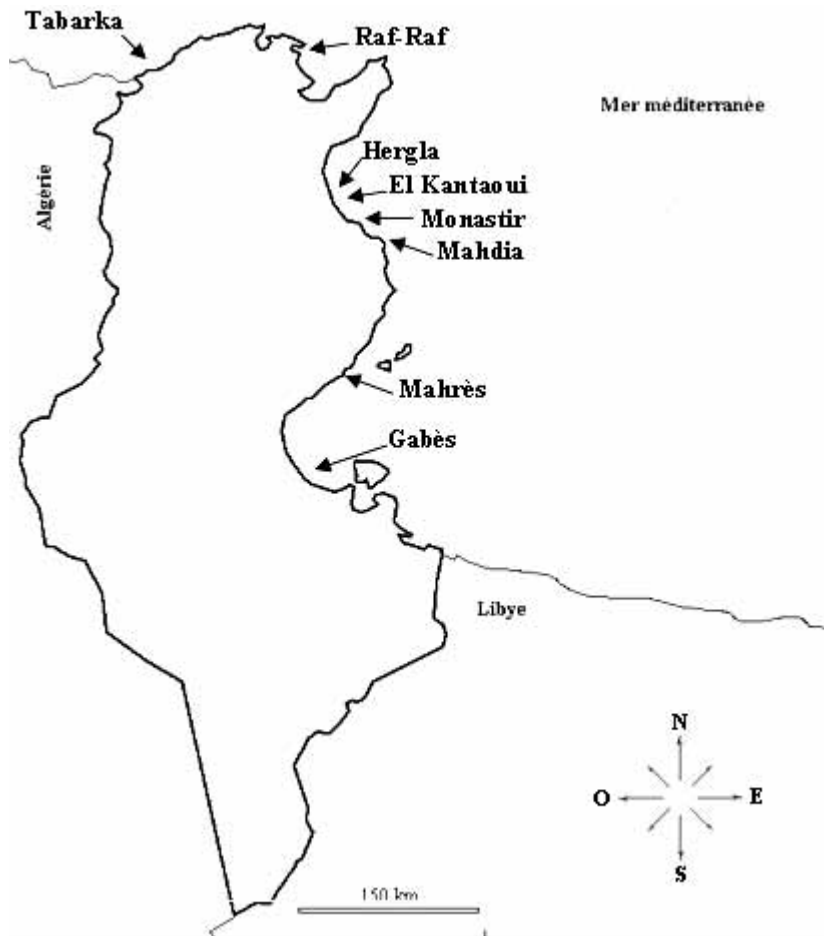 Tabarka
Raf-Raf
Mer méditerranée
Hergla
El Kantaoui
Algérie
Monastir
Mahdia
Mahrès
Gabès
Libye
N
O
E
S
150 km